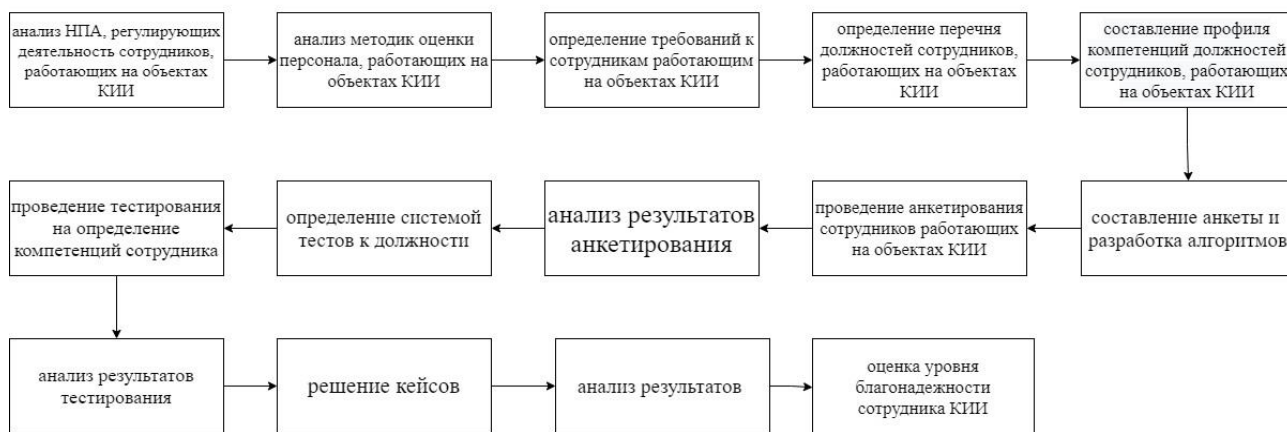 анализ НПА, регулирующих
деятельность сотрудников,
работающих на объектах
КИИ
анализ методик оценки
персонала, работающих на
объектах КИИ
определение требований к
сотрудникам работающим
на объектах КИИ
определение перечня
должностей сотрудников,
работающих на объектах
КИИ
составление профиля
компетенций должностей
сотрудников, работающих
на объектах КИИ
составление анкеты и
разработка алгоритмов
проведение анкетирования
сотрудников работающих
на объектах КИИ
анализ результатов
анкетирования
определение системой
тестов к должности
проведение тестирования
на определение
компетенций сотрудника
анализ результатов
тестирования
решение кейсов
анализ результатов
оценка уровня
благонадежности
сотрудника КИИ